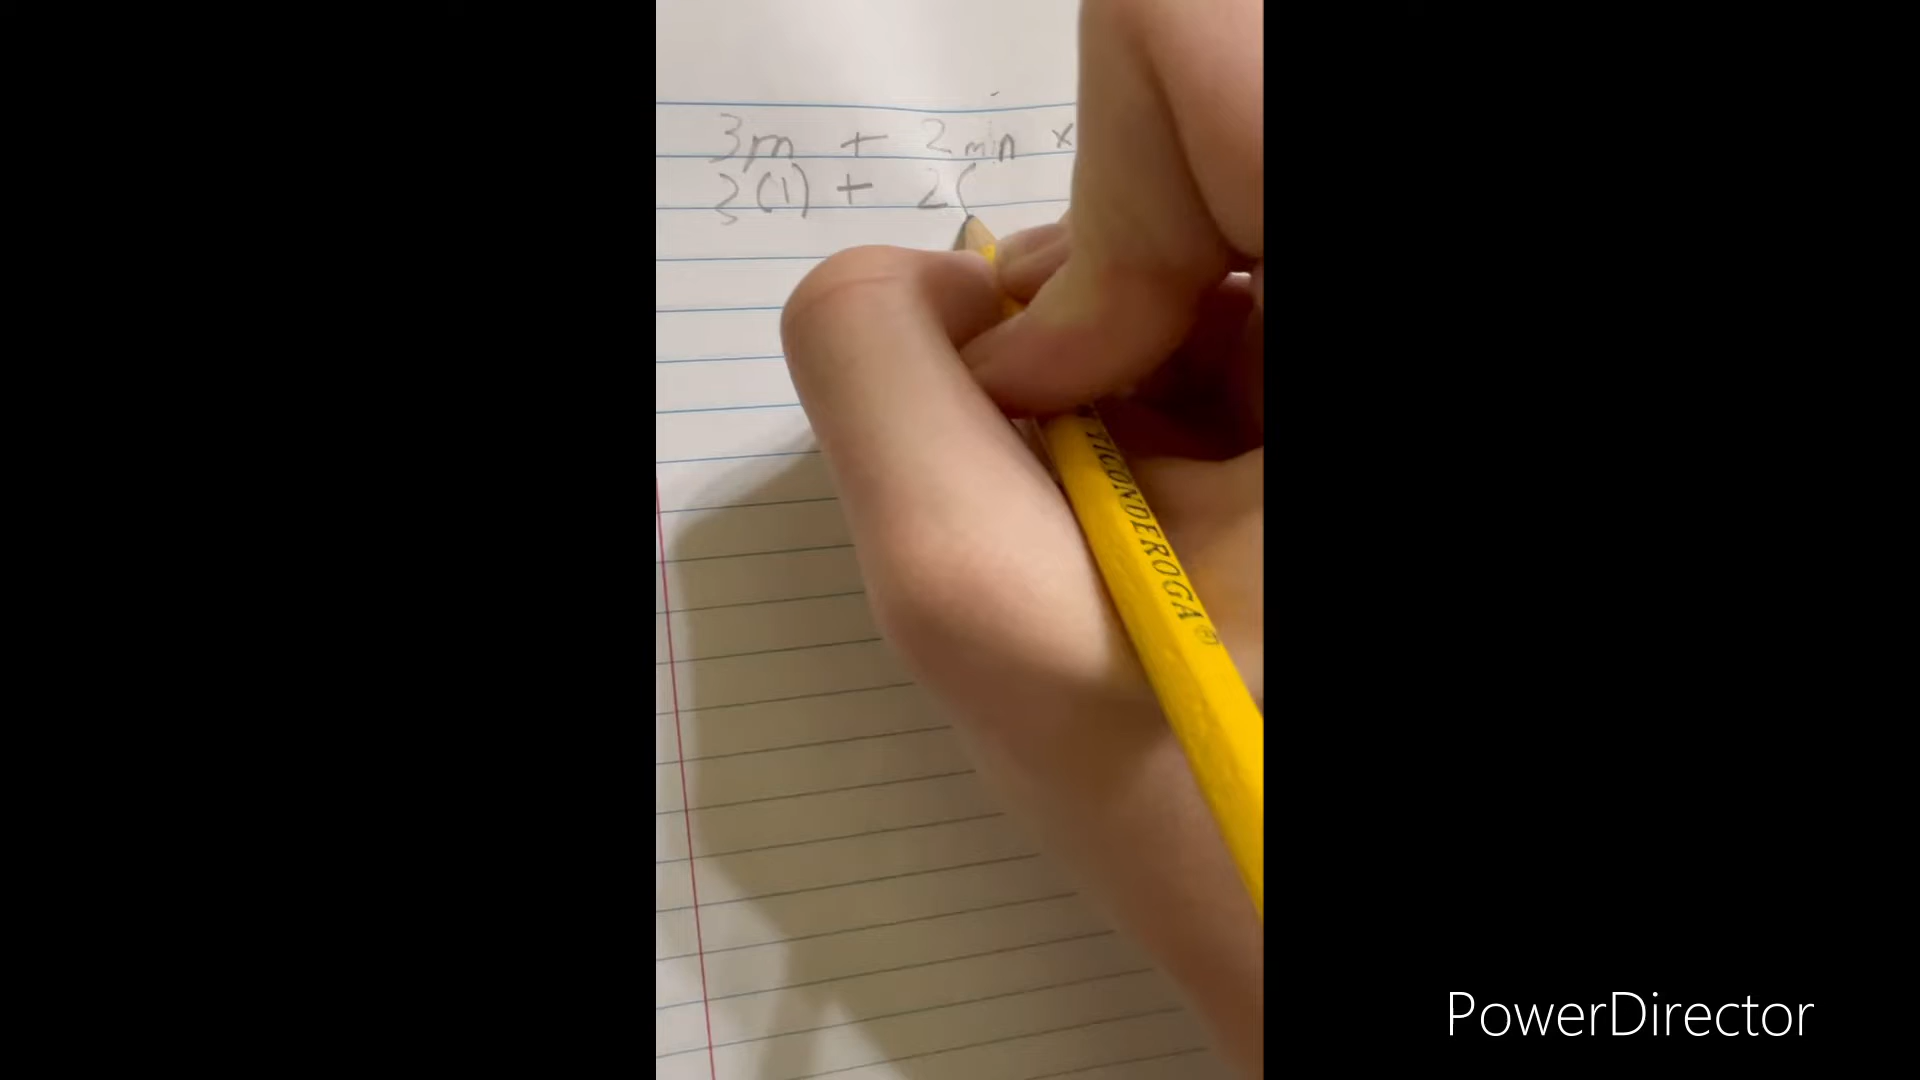 3m + 2min x
3(1) + 2(
TICONDEROGA®
PowerDirector